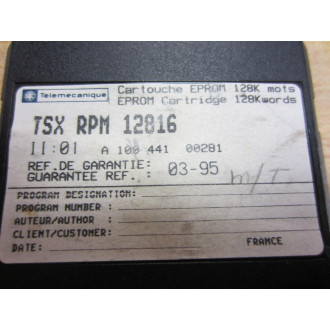 Telemecanique
Cartouche EPROM 128K mots
EPROM Cartridge 128Kwords
TSX RPM 12816
11:01 A 100 441 00281
REF.DE GARANTIE:
GUARANTEE REF. : 03-95
M/T.
PROGRAM DESIGNATION:
PROGRAM NUMBER :
AUTEUR/AUTHOR :
CLIENT/CUSTOMER:
DATE: FRANCE